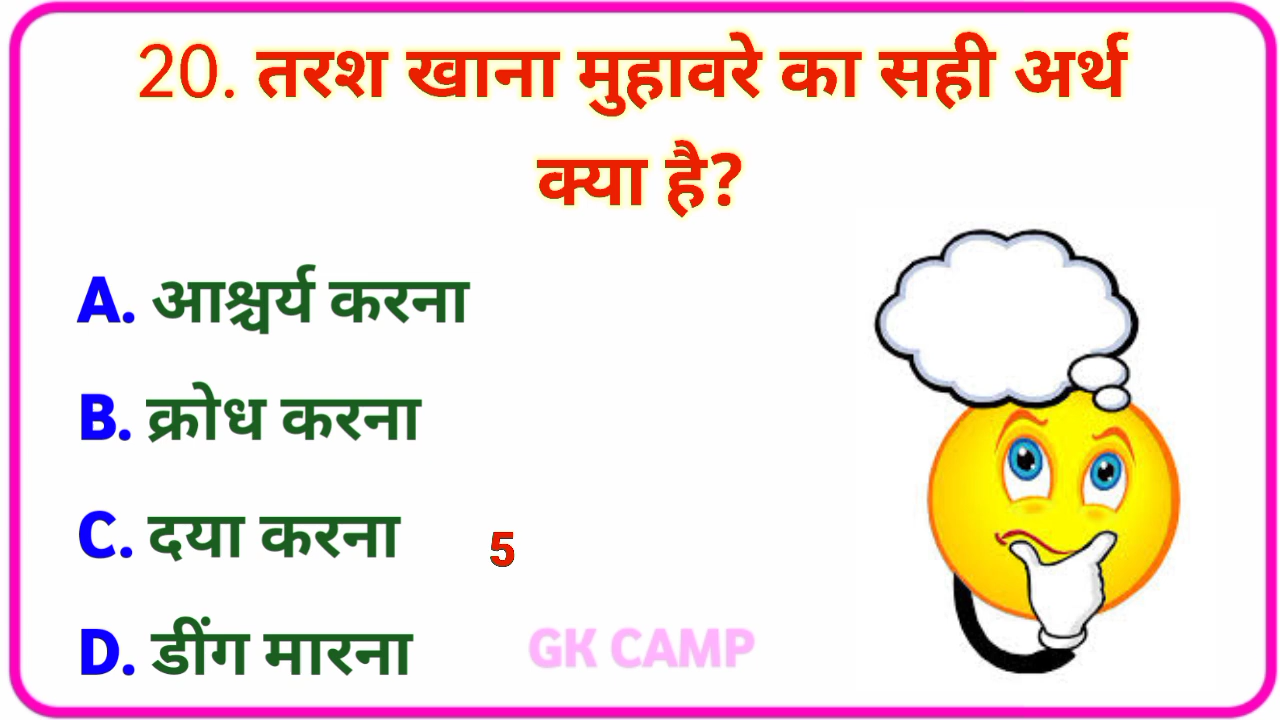 20. तरश खाना मुहावरे का सही अर्थ
क्या है?
A. आश्चर्य करना
B. क्रोध करना
C. दया करना
5
D. डींग मारना
GK CAMP